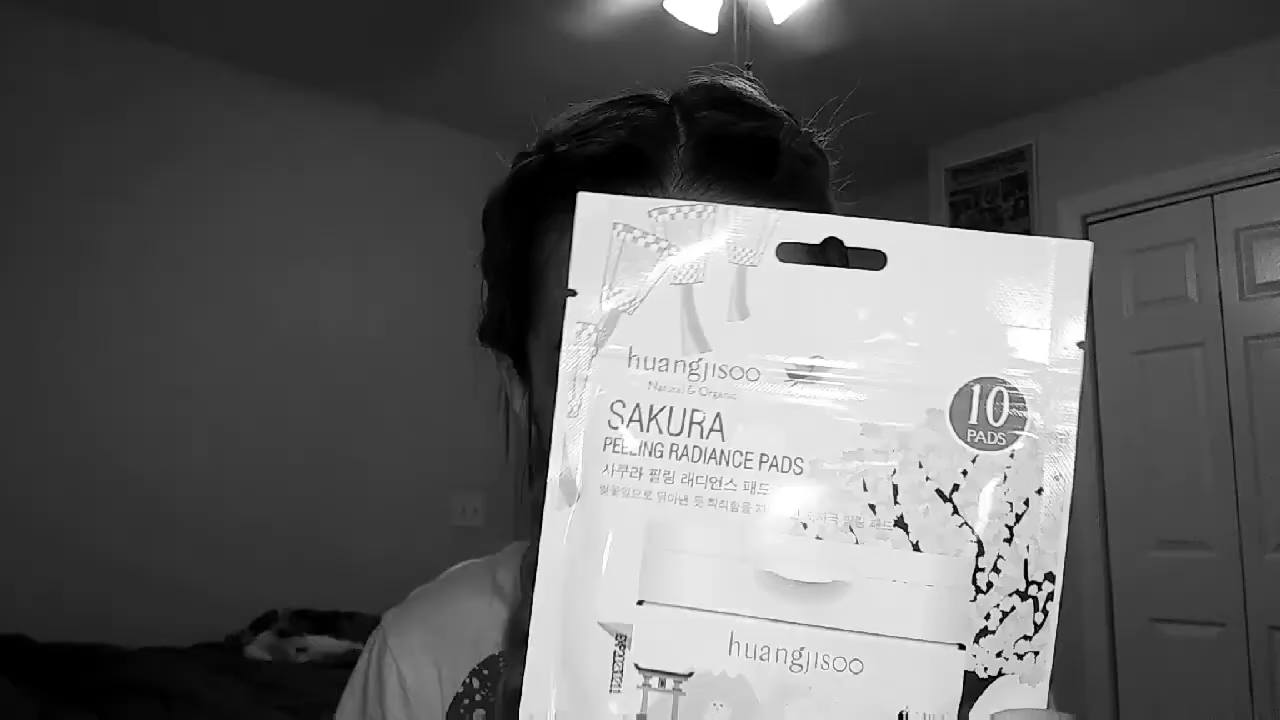 huangjisoo
Natural & Organic
SAKURA
PEELING RADIANCE PADS
사쿠라 필링 래디언스 패드
10
PADS
huangjisoo